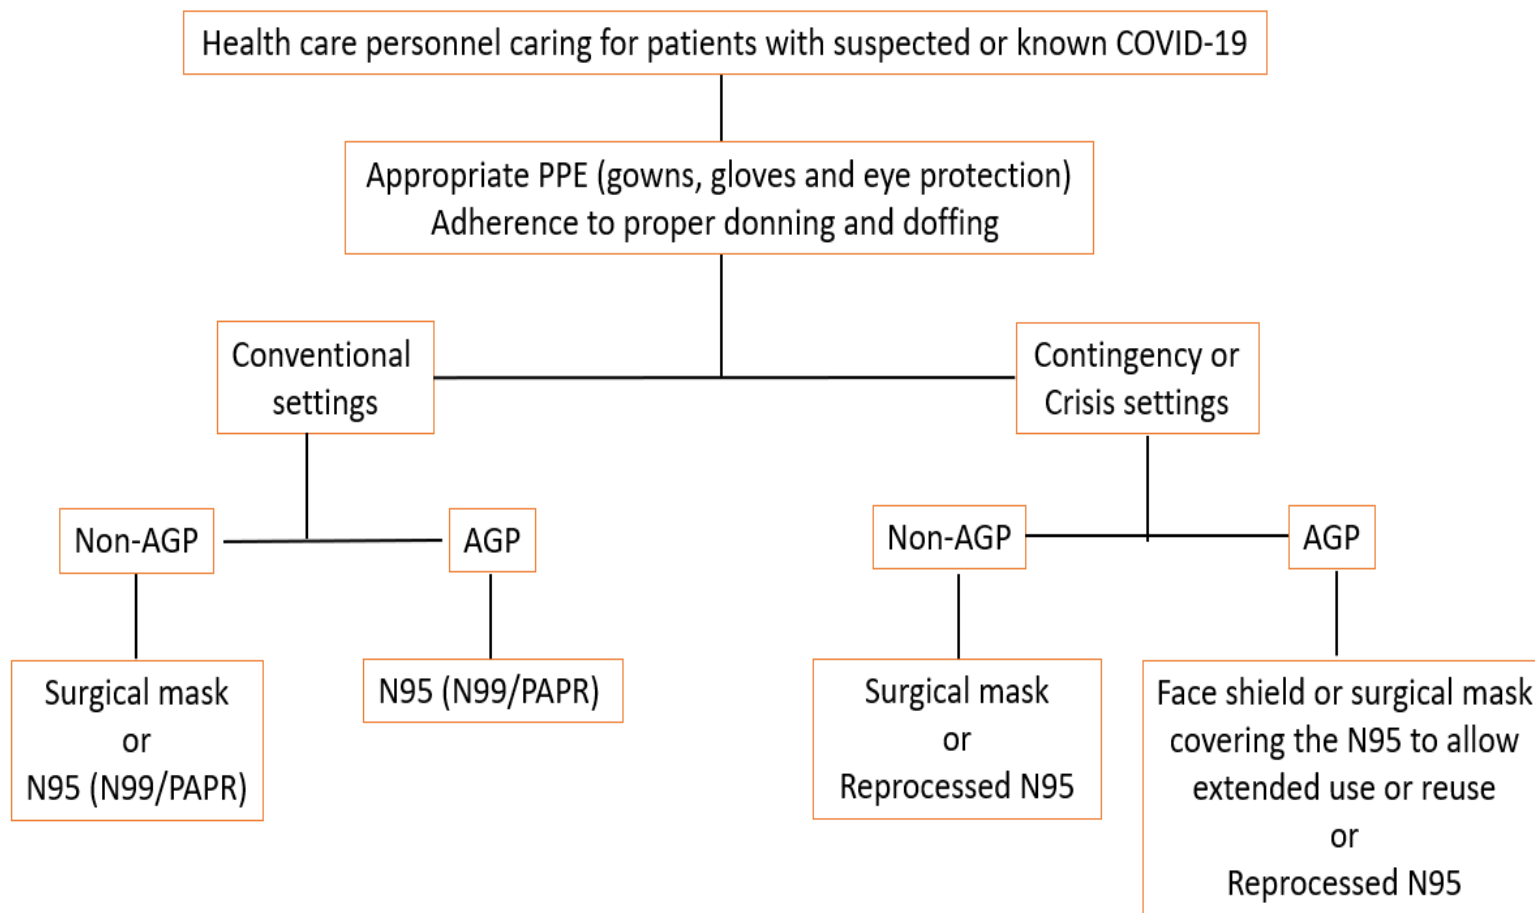 Health care personnel caring for patients with suspected or known COVID-19
Appropriate PPE (gowns, gloves and eye protection)
Adherence to proper donning and doffing
Conventional
settings
Contingency or
Crisis settings
Non-AGP
AGP
Non-AGP
AGP
Surgical mask
or
N95 (N99/PAPR)
N95 (N99/PAPR)
Surgical mask
or
Reprocessed N95
Face shield or surgical mask
covering the N95 to allow
extended use or reuse
or
Reprocessed N95